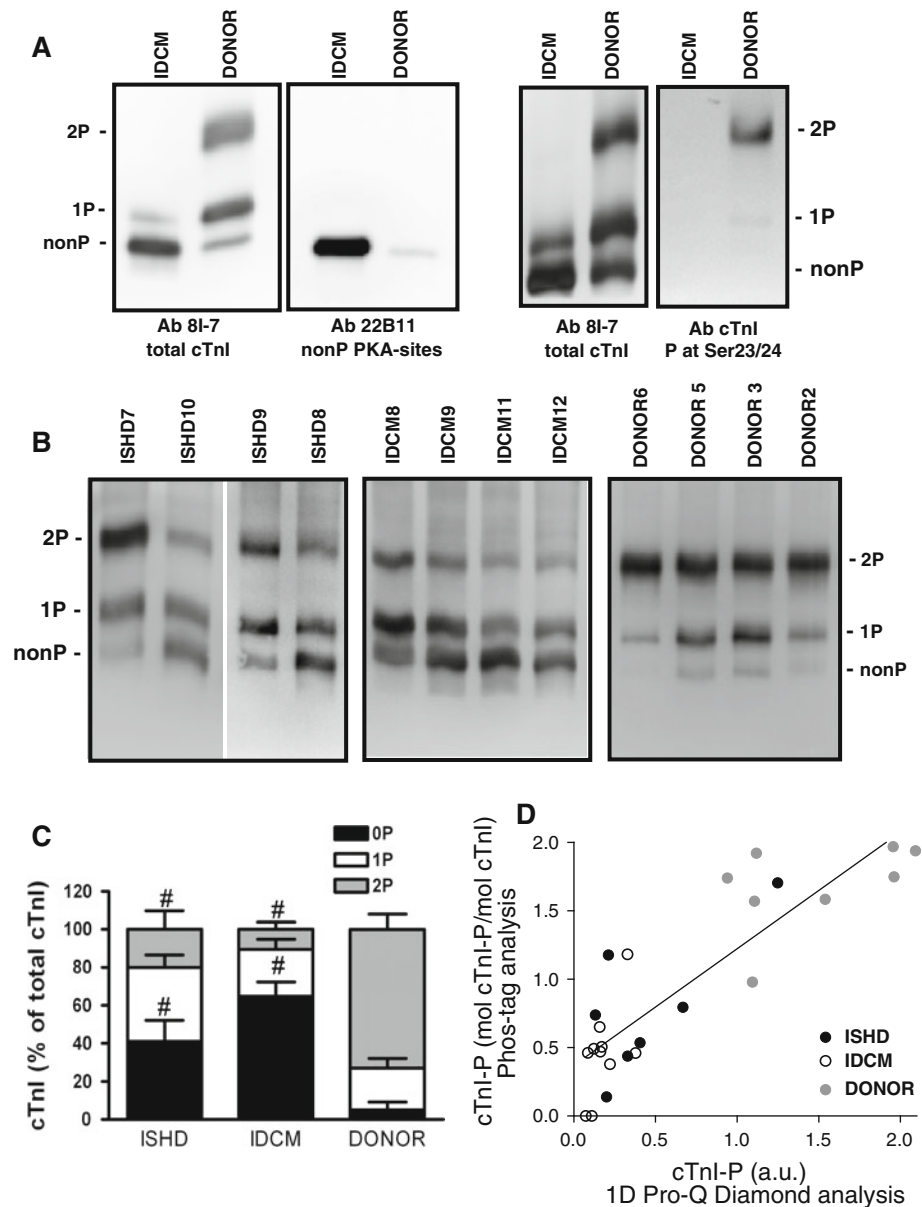 A
IDCM DONOR IDCM DONOR IDCM DONOR IDCM DONOR
2P -
1P -
nonP -
- 2P
- 1P
- nonP
Ab 8I-7
total cTnI
Ab 22B11
nonP PKA-sites
Ab 8I-7
total cTnI
Ab cTnI
P at Ser23/24
B
ISHD7 ISHD10 ISHD9 ISHD8 IDCM8 IDCM9 IDCM11 IDCM12 DONOR6 DONOR 5 DONOR 3 DONOR2
2P -
1P -
nonP -
- 2P
- 1P
- nonP
C
0P
1P
2P
cTnI (% of total cTnI)
120
100
80
60
40
20
0
# #
# #
ISHD IDCM DONOR
D
cTnI-P (mol cTnI-P/mol cTnI)
Phos-tag analysis
2.0
1.5
1.0
0.5
0.0
ISHD
IDCM
DONOR
0.0 0.5 1.0 1.5 2.0
cTnI-P (a.u.)
1D Pro-Q Diamond analysis